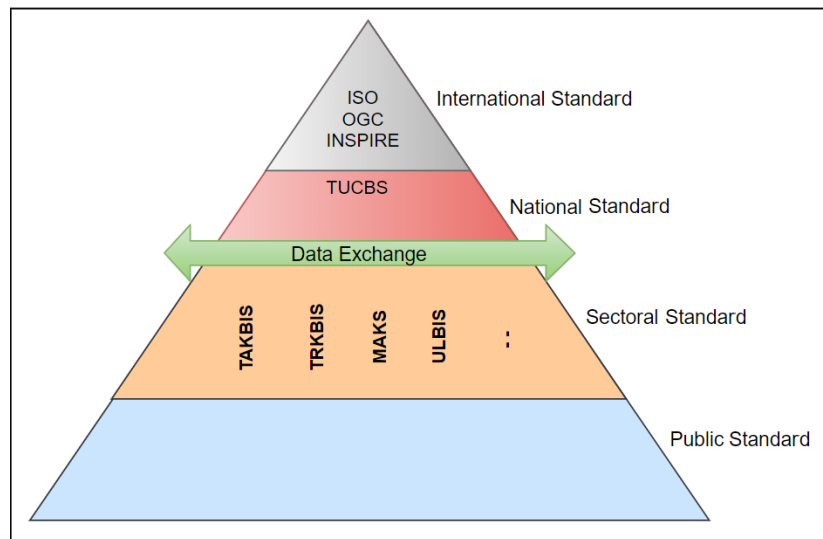 ISO
OGC
INSPIRE
International Standard
TUCBS
National Standard
Data Exchange
TAKBIS
TRKBIS
MAKS
ULBIS
..
Sectoral Standard
Public Standard